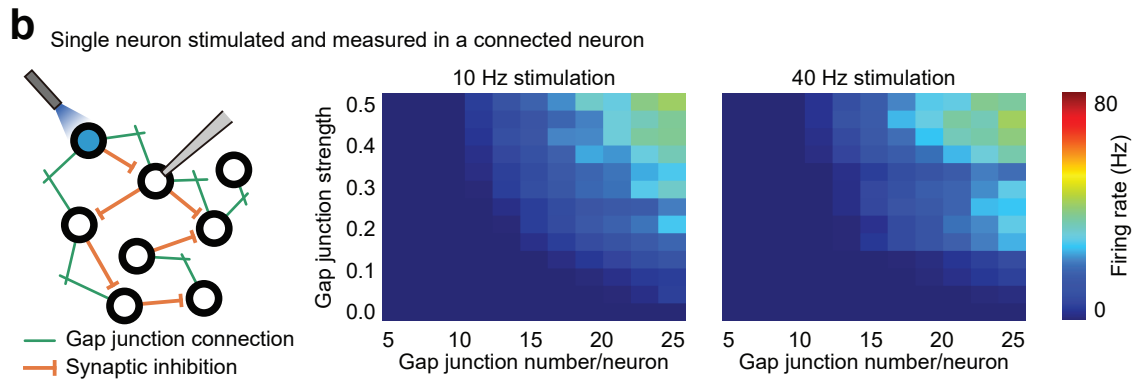 b
Single neuron stimulated and measured in a connected neuron
Gap junction connection
Synaptic inhibition
10 Hz stimulation
Gap junction strength
0.5
0.4
0.3
0.2
0.1
0.0
5 10 15 20 25
Gap junction number/neuron
40 Hz stimulation
5 10 15 20 25
Gap junction number/neuron
80
0
Firing rate (Hz)